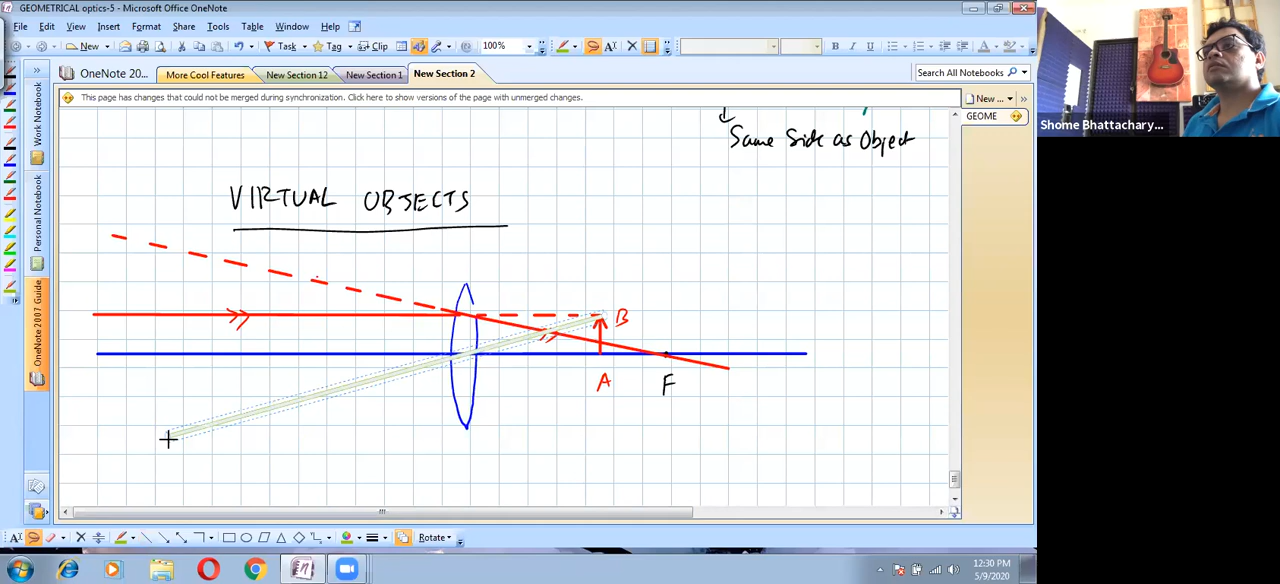 GEOMETRICAL optics-5 - Microsoft Office OneNote
File Edit View Insert Format Share Tools Table Window Help
New Task Tag Clip 100% A B I U A
OneNote 20... More Cool Features New Section 12 New Section 1 New Section 2 Search All Notebooks
This page has changes that could not be merged during synchronization. Click here to show versions of the page with unmerged changes.
New ...
GEOME
Work Notebook
Personal Notebook
OneNote 2007 Guide
Same Side as Object
VIRTUAL OBJECTS
B
A
F
Rotate
12:30 PM
5/9/2020
Shome Bhattachary...